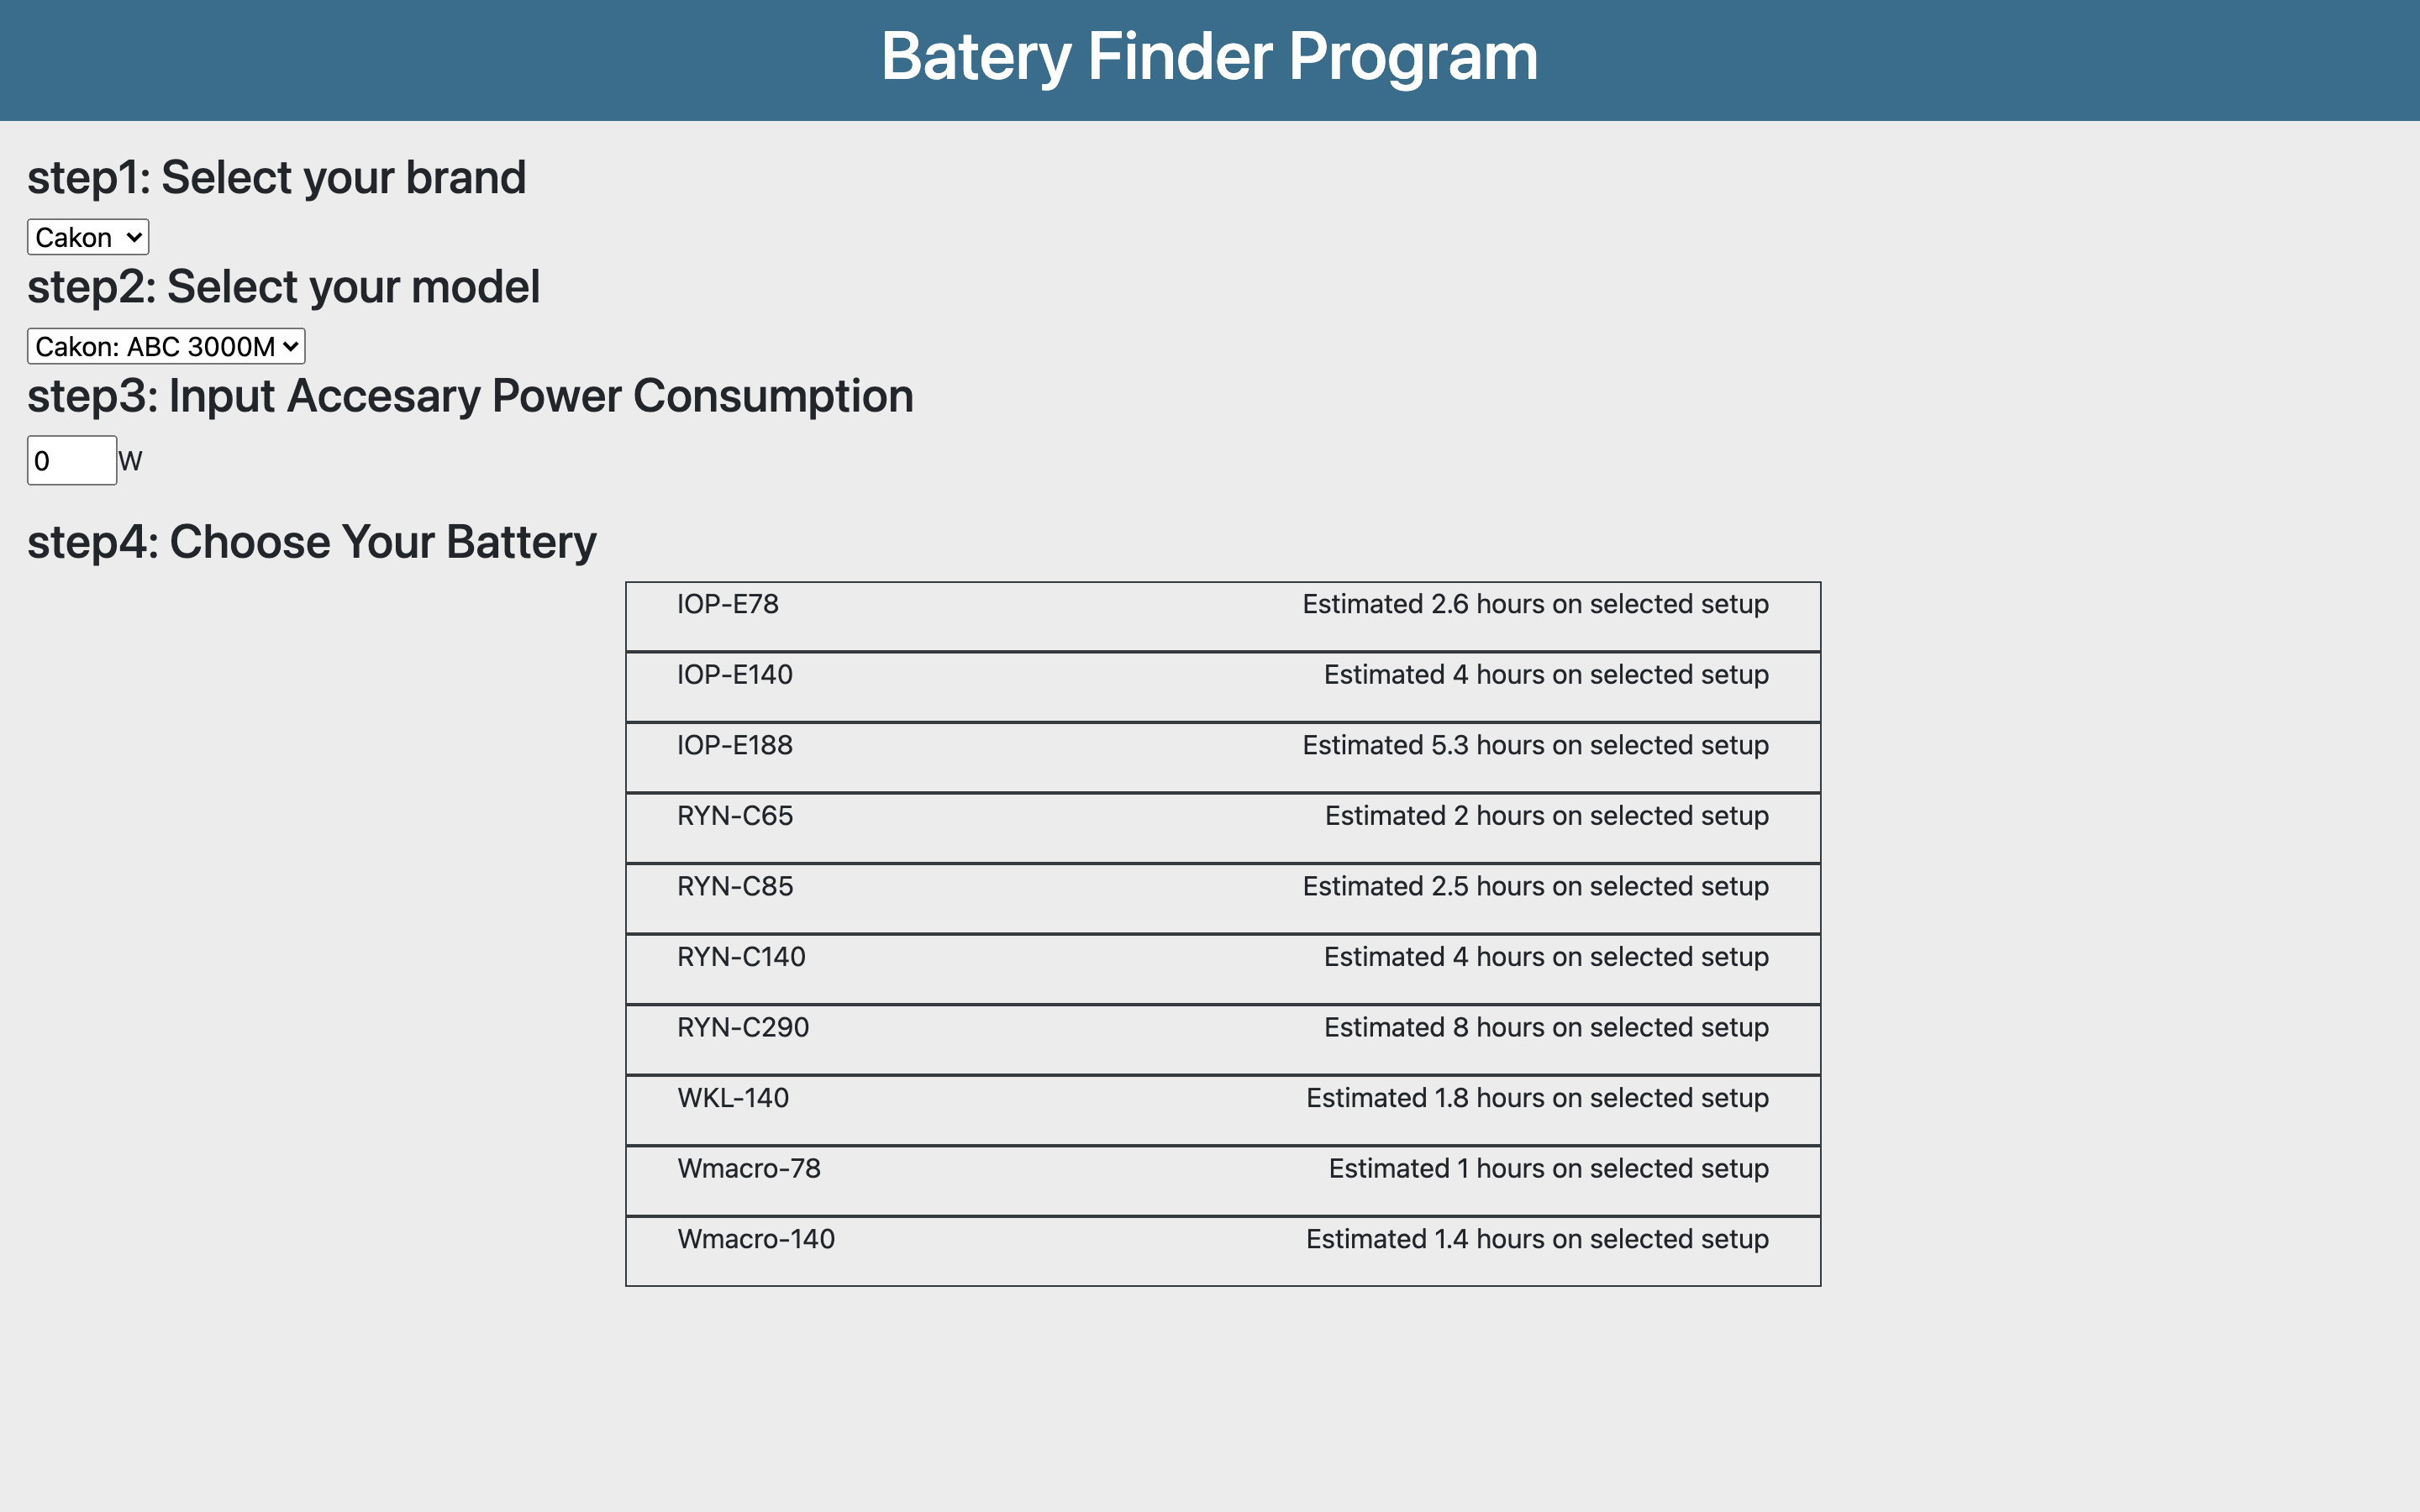 Batery Finder Program
step1: Select your brand
Cakon
step2: Select your model
Cakon: ABC 3000M
step3: Input Accesary Power Consumption
0 W
step4: Choose Your Battery
IOP-E78 Estimated 2.6 hours on selected setup
IOP-E140 Estimated 4 hours on selected setup
IOP-E188 Estimated 5.3 hours on selected setup
RYN-C65 Estimated 2 hours on selected setup
RYN-C85 Estimated 2.5 hours on selected setup
RYN-C140 Estimated 4 hours on selected setup
RYN-C290 Estimated 8 hours on selected setup
WKL-140 Estimated 1.8 hours on selected setup
Wmacro-78 Estimated 1 hours on selected setup
Wmacro-140 Estimated 1.4 hours on selected setup